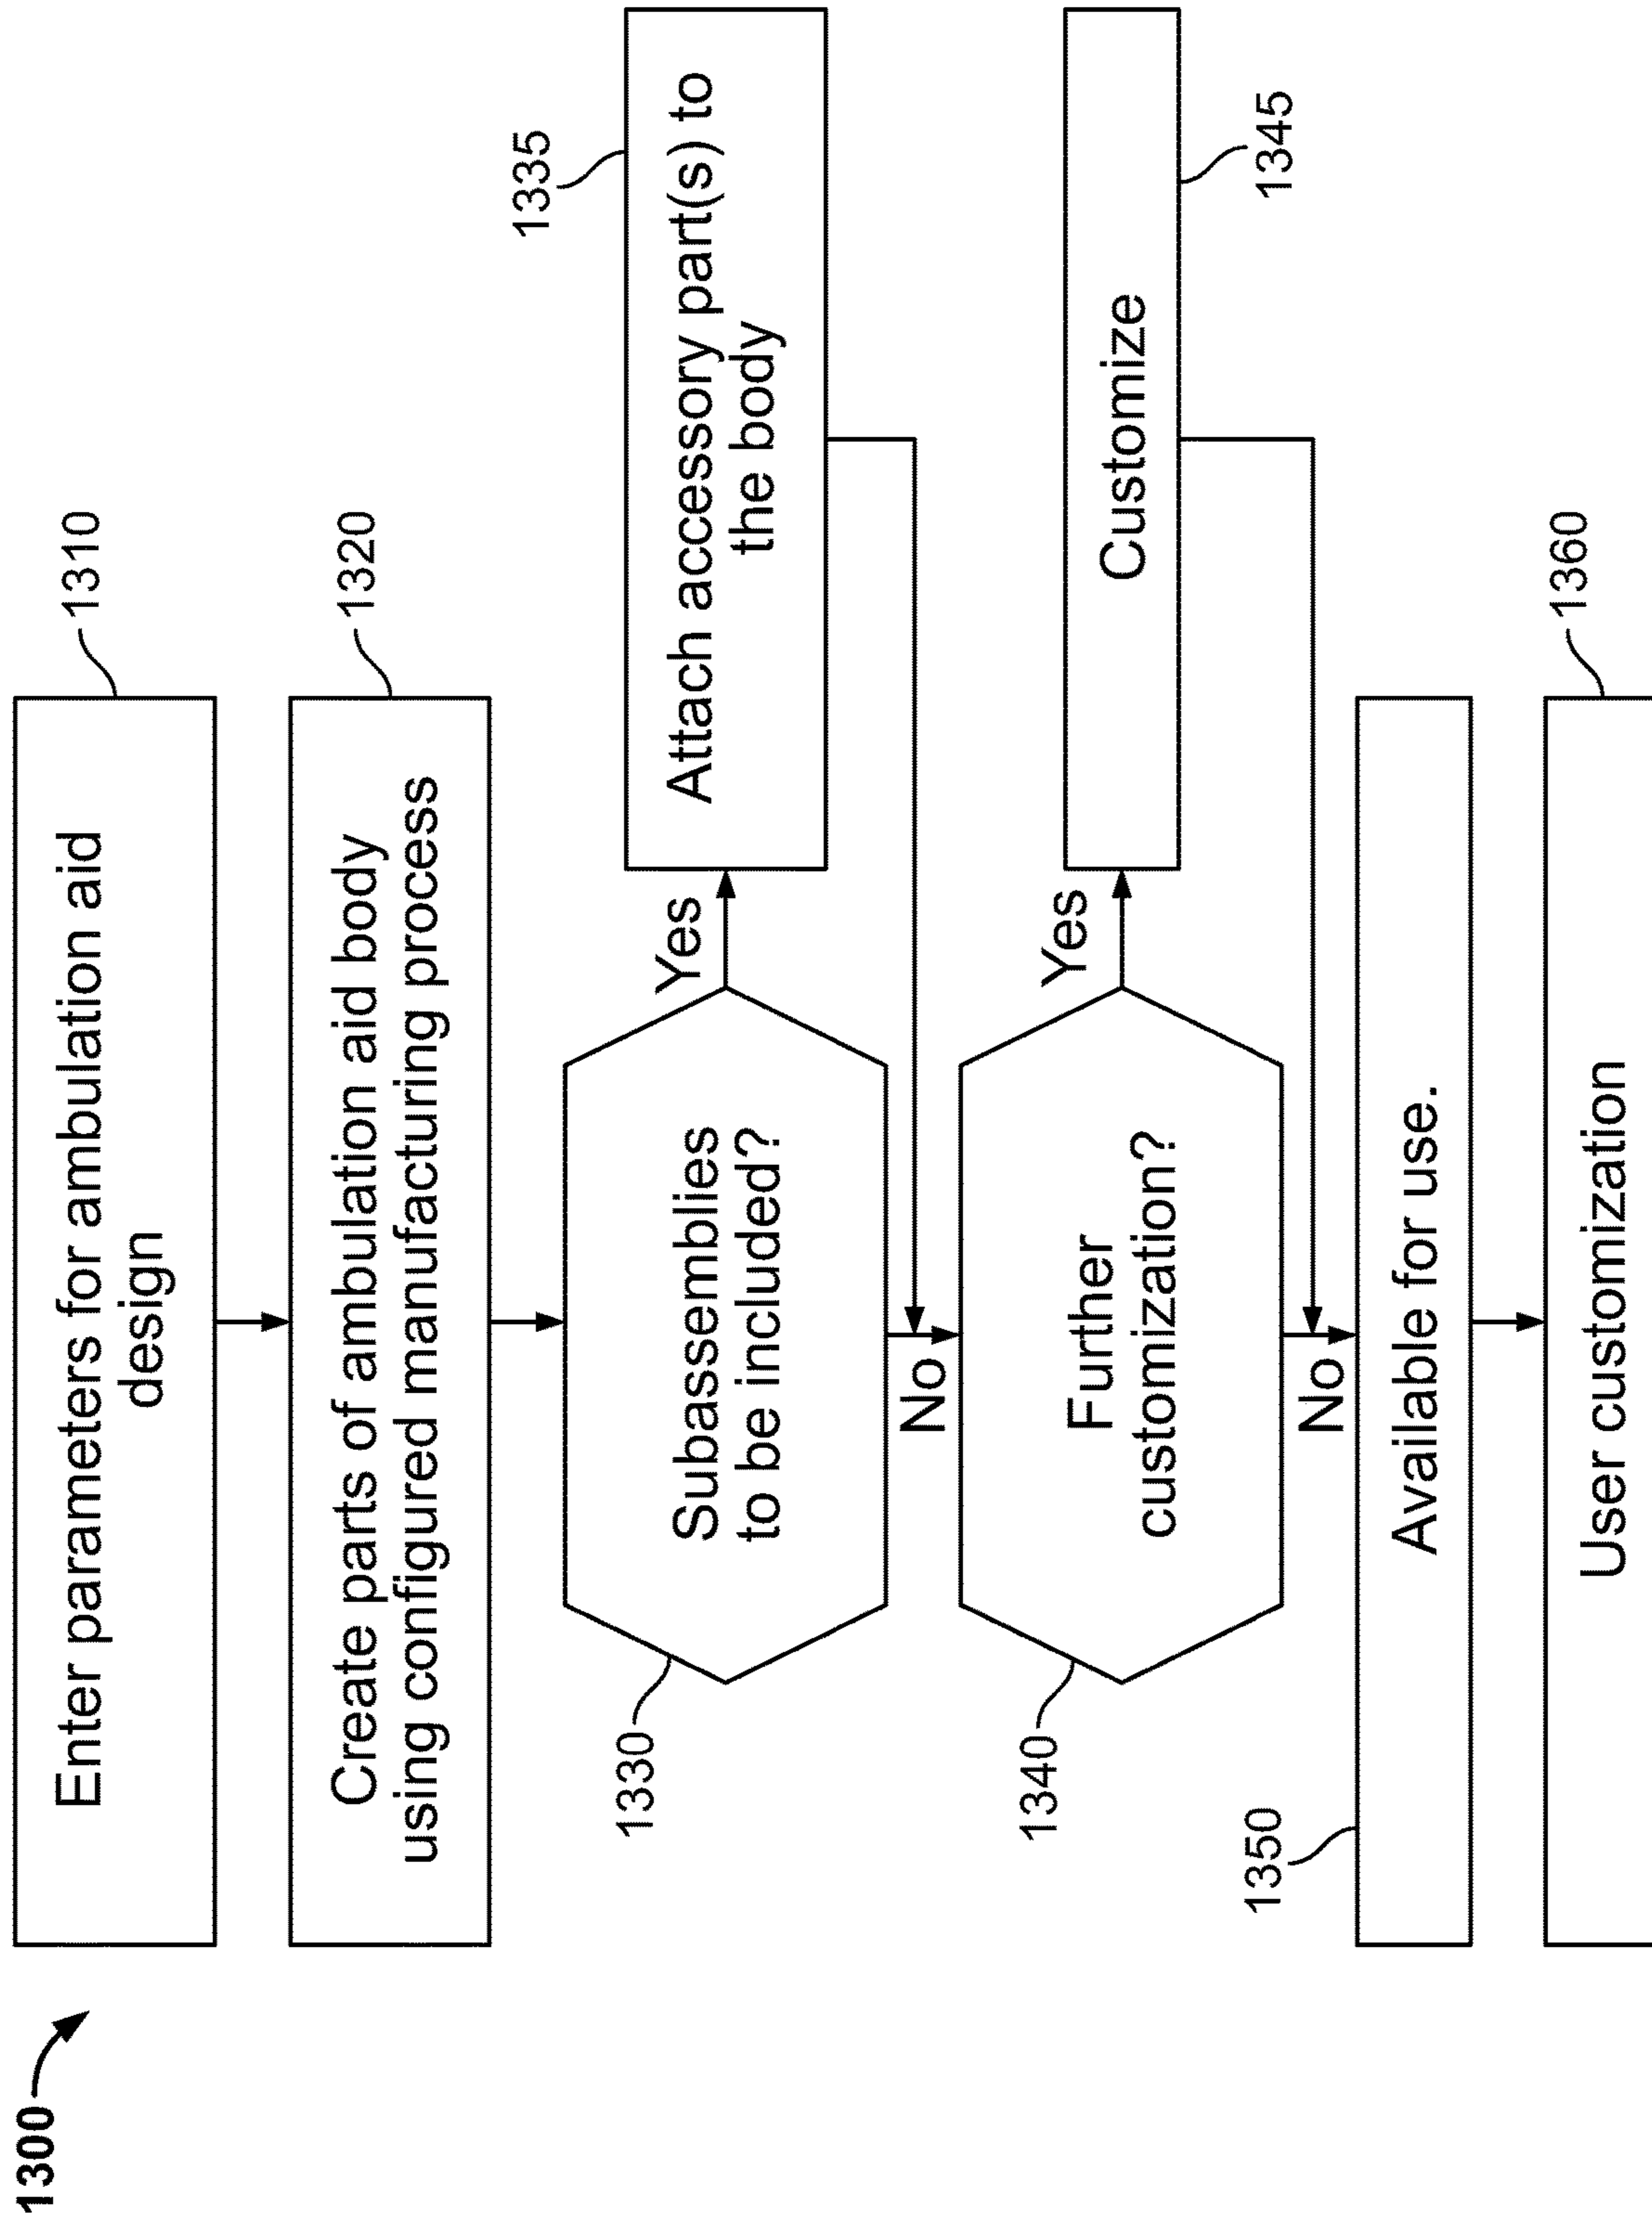 1300
Enter parameters for ambulation aid
design
1310
Create parts of ambulation aid body
using configured manufacturing process
1320
1330
Subassemblies
to be included?
Yes
1335
Attach accessory part(s) to
the body
No
1340
Further
customization?
Yes
Customize
1345
No
1350
Available for use.
1360
User customization